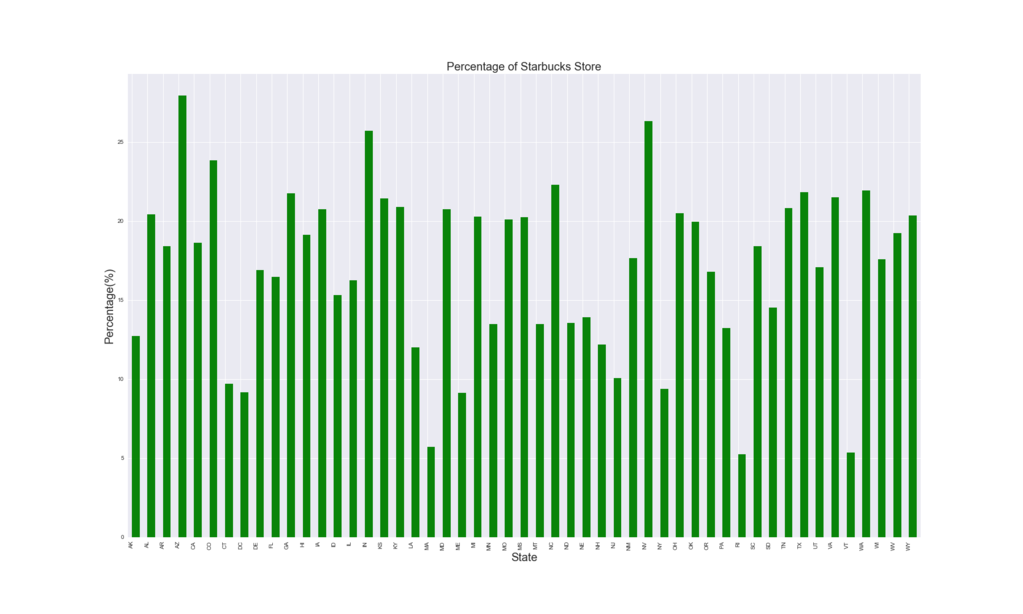 Percentage of Starbucks Store
Percentage(%)
25
20
15
10
5
0
AK AL AR AZ CA CO CT DC DE FL GA HI IA ID IL IN KS KY LA MA MD ME MI MN MO MS MT NC ND NE NH NJ NM NV NY OH OK OR PA RI SC SD TN TX UT VA VT WA WI WV WY
State